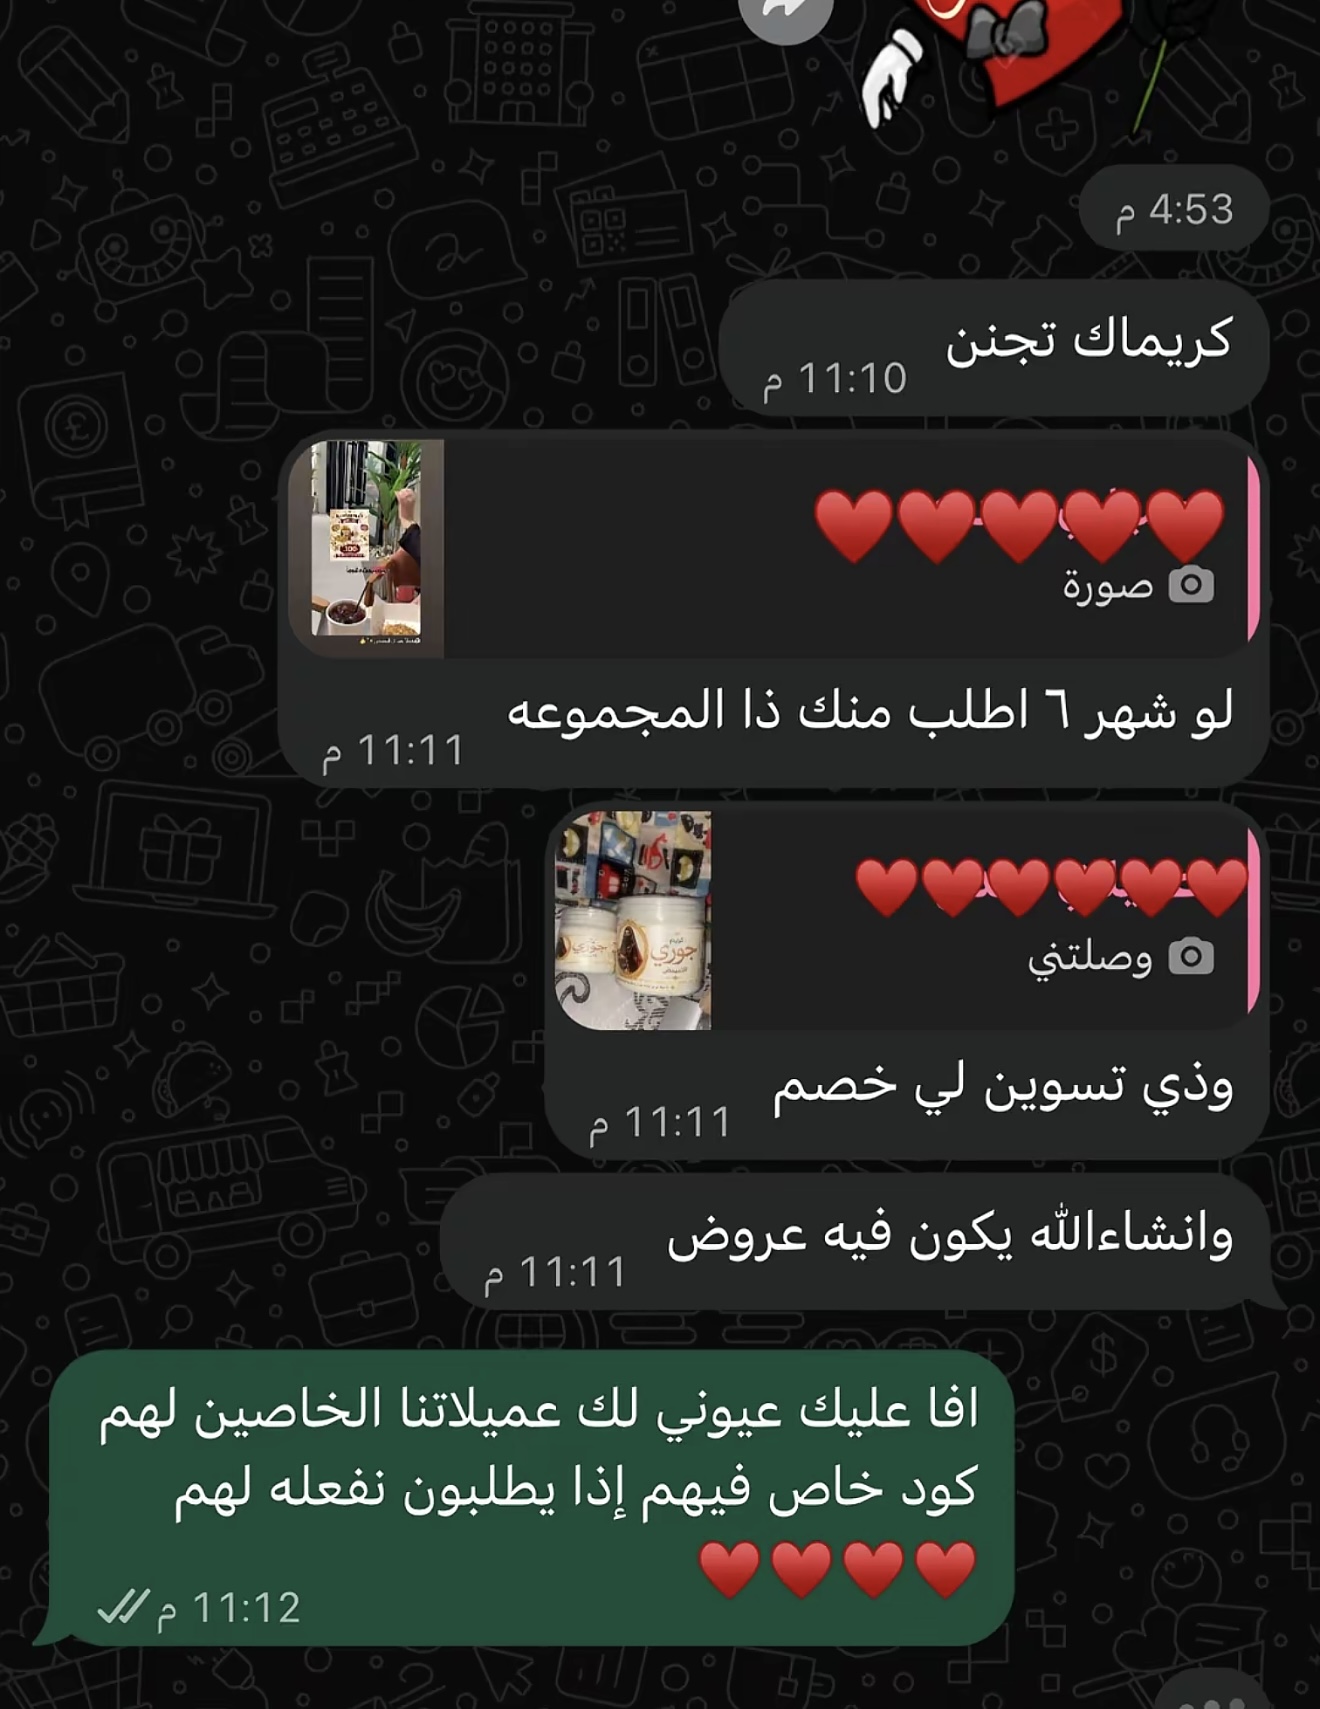 4:53 م
كريماك تجنن
11:10 م
صورة
لو شهر ٦ اطلب منك ذا المجموعه
11:11 م
جوري
جوري
وصلتني
وذي تسوين لي خصم
11:11 م
وانشاءالله يكون فيه عروض
11:11 م
افا عليك عيوني لك عميلاتنا الخاصين لهم
كود خاص فيهم إذا يطلبون نفعله لهم
11:12 م